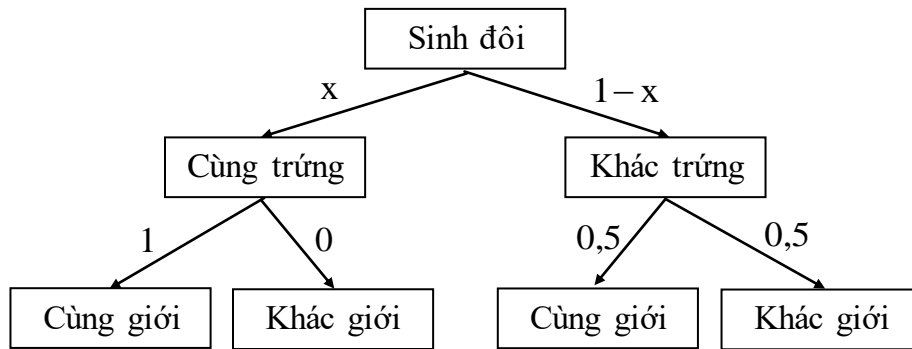 Sinh đôi
x
1 – x
Cùng trứng
Khác trứng
1
0
0,5
0,5
Cùng giới
Khác giới
Cùng giới
Khác giới